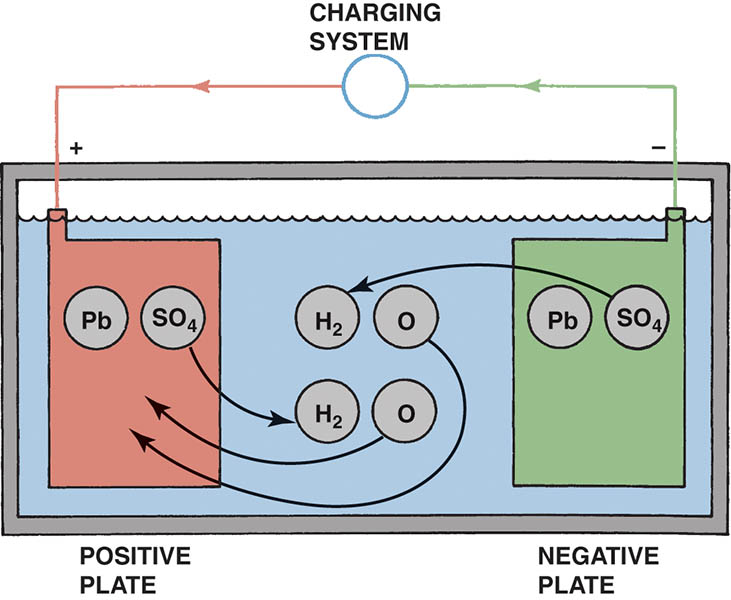 CHARGING
SYSTEM
+
–
Pb
SO4
H2
O
Pb
SO4
H2
O
POSITIVE
PLATE
NEGATIVE
PLATE